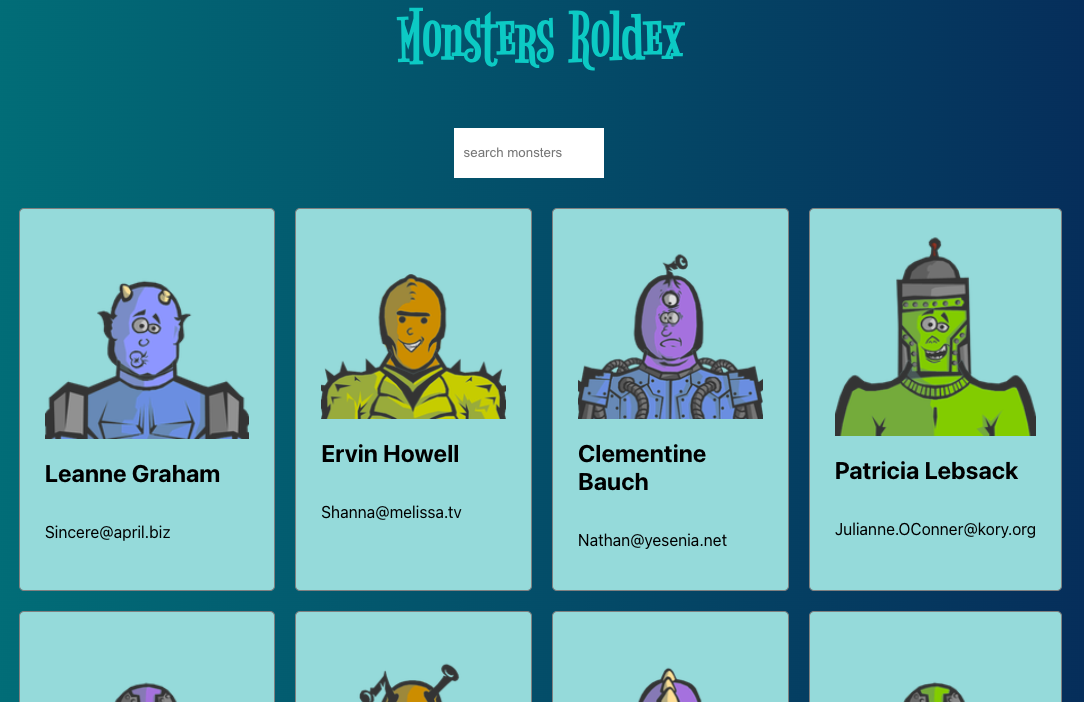 Monsters Roldex
search monsters
Leanne Graham
Sincere@april.biz
Ervin Howell
Shanna@melissa.tv
Clementine
Bauch
Nathan@yesenia.net
Patricia Lebsack
Julianne.OConner@kory.org